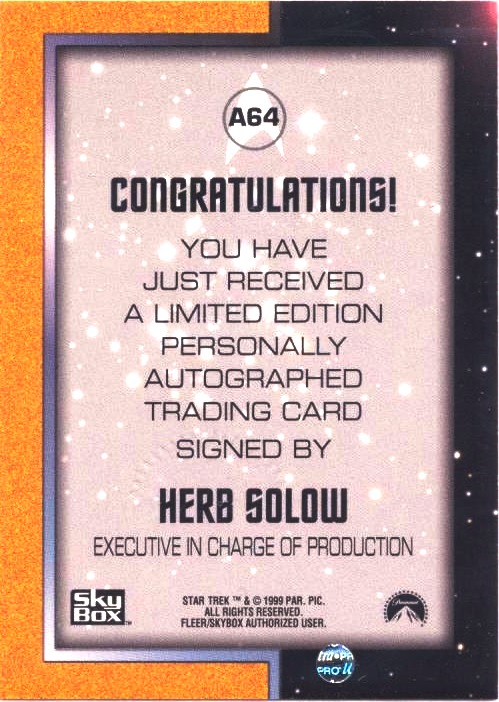 A64
CONGRATULATIONS!
YOU HAVE
JUST RECEIVED
A LIMITED EDITION
PERSONALLY
AUTOGRAPHED
TRADING CARD
SIGNED BY
HERB SOLOW
EXECUTIVE IN CHARGE OF PRODUCTION
SkyBox™
STAR TREK ™ & © 1999 PAR. PIC.
ALL RIGHTS RESERVED.
FLEER/SKYBOX AUTHORIZED USER.
Paramount